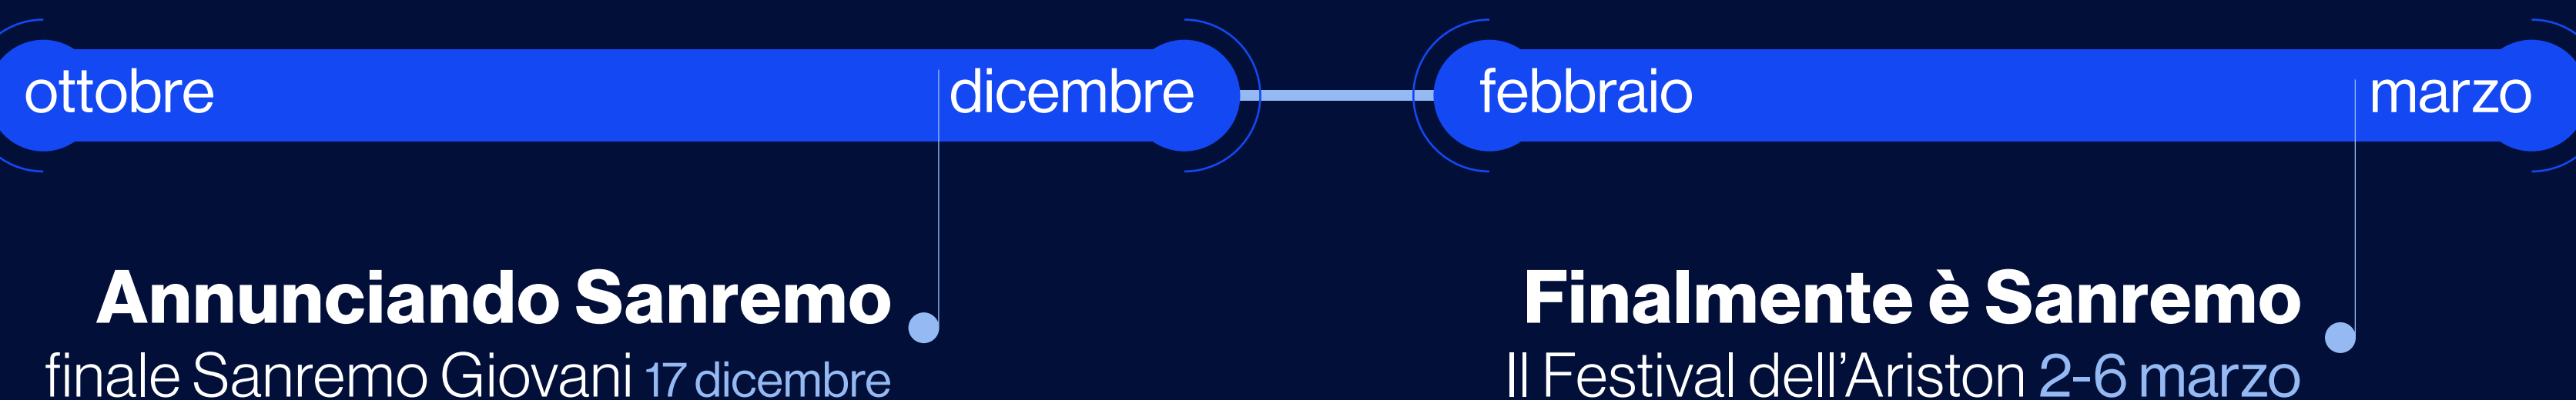 ottobre
dicembre
febbraio
marzo
Annunciando Sanremo
finale Sanremo Giovani 17 dicembre
Finalmente è Sanremo
Il Festival dell'Ariston 2-6 marzo